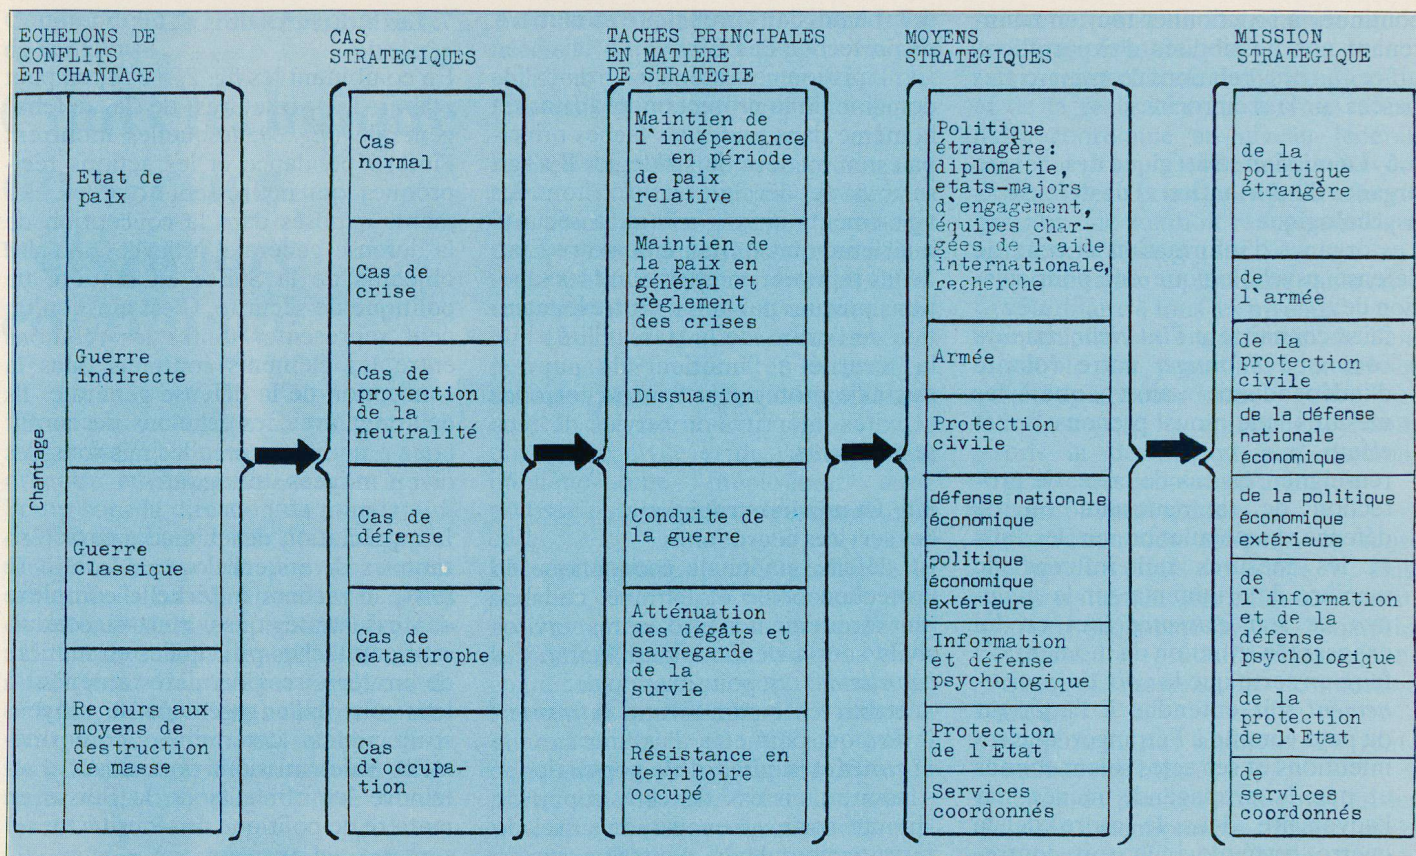 ECHELONS DE
CONFLITS
ET CHANTAGE
CAS
STRATEGIQUES
TACHES PRINCIPALES
EN MATIERE
DE STRATEGIE
MOYENS
STRATEGIQUES
MISSION
STRATEGIQUE
Chantage
Etat de
paix
Guerre
indirecte
Guerre
classique
Recours aux
moyens de
destruction
de masse
Cas
normal
Cas de
crise
Cas de
protection
de la
neutralité
Cas de
défense
Cas de
catastrophe
Cas
d`occupa-
tion
Maintien de
l`indépendance
en période
de paix
relative
Maintien de
la paix en
général et
règlement
des crises
Dissuasion
Conduite de
la guerre
Atténuation
des dégâts et
sauvegarde
de la
survie
Résistance en
territoire
occupé
Politique
étrangère:
diplomatie,
etats-majors
d`engagement,
équipes char-
gées de l`aide
internationale,
recherche
Armée
Protection
civile
défense nationale
économique
politique
économique
extérieure
Information
et défense
psychologique
Protection
de l`Etat
Services
coordonnés
de la
politique
étrangère
de
l`armée
de la
protection
civile
de la défense
nationale
économique
de la politique
économique
extérieure
de
l`information
et de la
défense
psychologique
de la
protection
de l`Etat
de
services
coordonnés